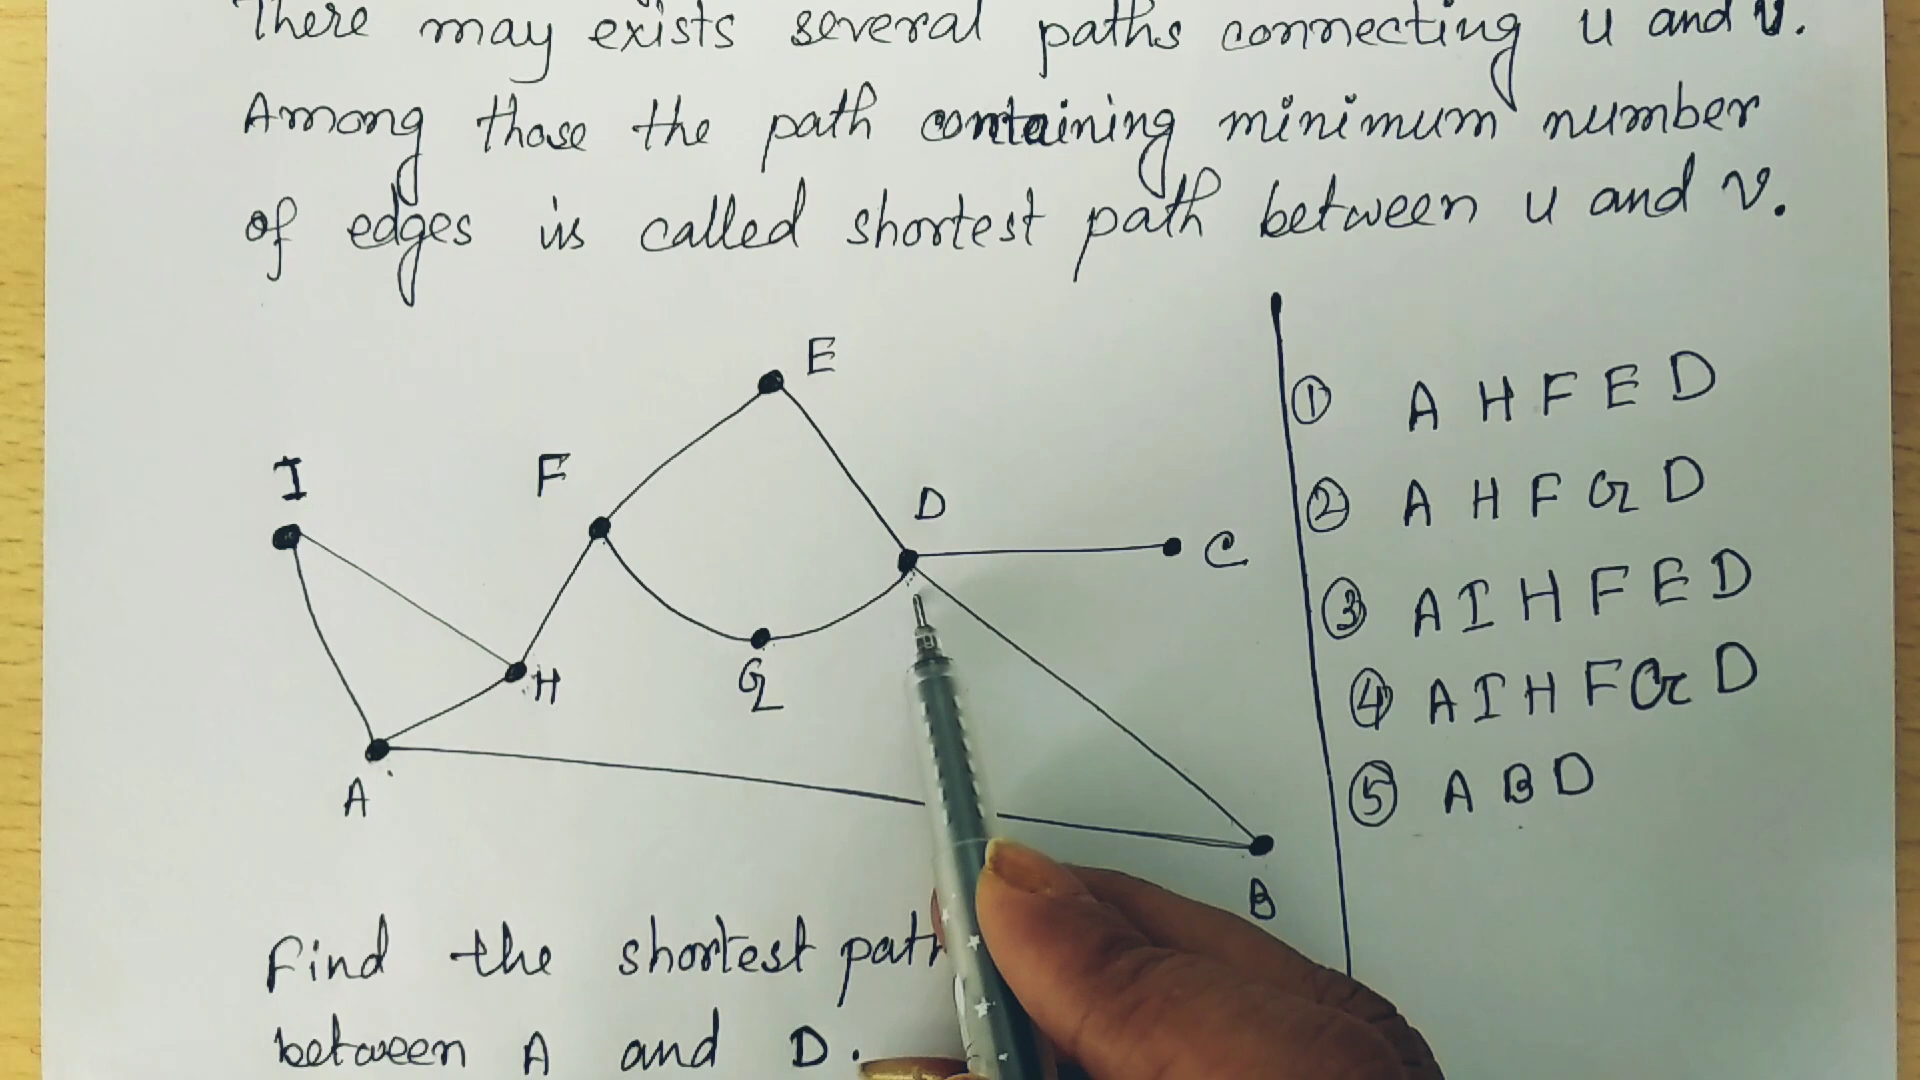 There may exists several paths connecting u and v.
Among those the path containing minimum number
of edges is called shortest path between u and v.
E
I
F
D
C
H
G
A
B
① A H F E D
② A H F G D
③ A I H F E D
④ A I H F G D
⑤ A B D
Find the shortest path
between A and D.